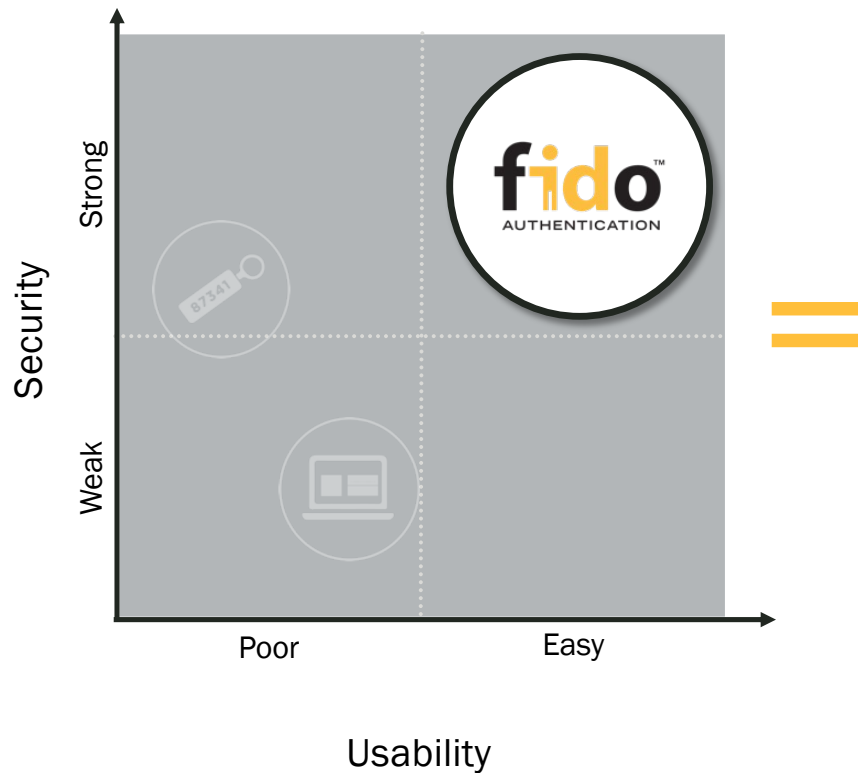 Security
Strong
Weak
fido™
AUTHENTICATION
87341
Poor
Easy
Usability